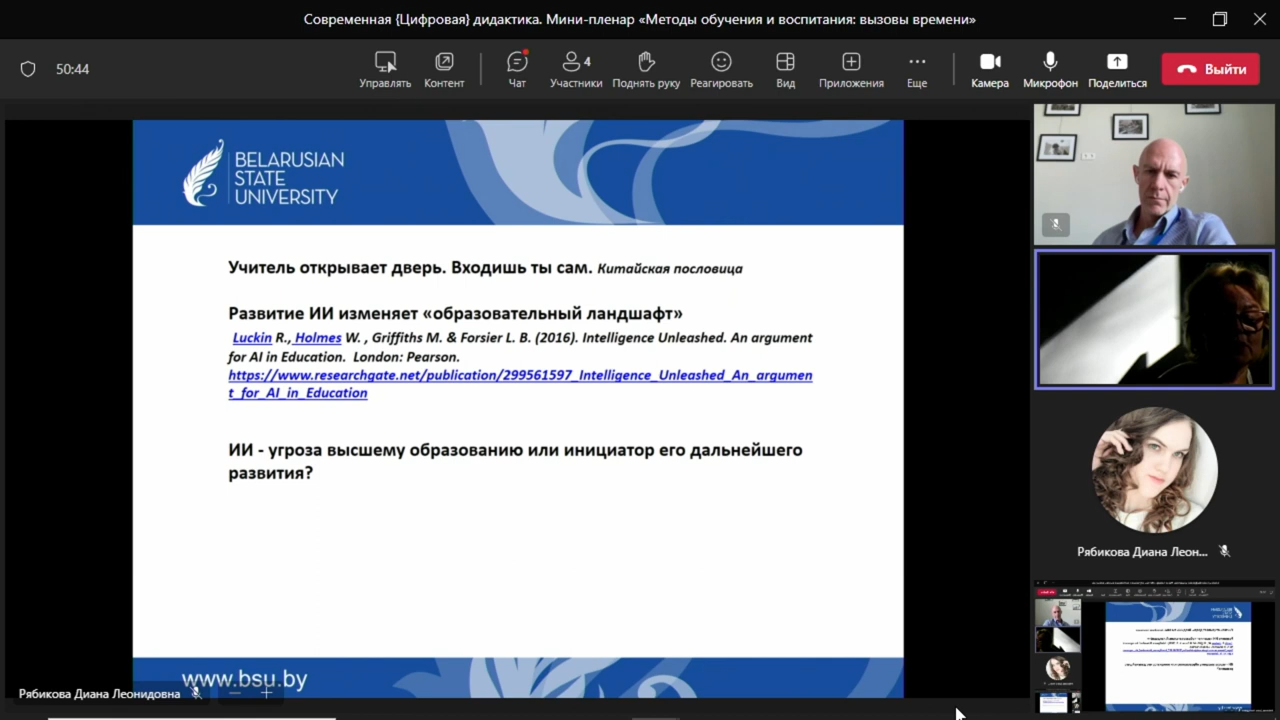 Современная {Цифровая} дидактика. Мини-пленар «Методы обучения и воспитания: вызовы времени»
50:44
Управлять
Контент
Чат
4
Участники
Поднять руку
Реагировать
Вид
Приложения
Еще
Камера
Микрофон
Поделиться
Выйти
BELARUSIAN
STATE
UNIVERSITY
Учитель открывает дверь. Входишь ты сам. Китайская пословица
Развитие ИИ изменяет «образовательный ландшафт»
Luckin R., Holmes W. , Griffiths M. & Forsier L. B. (2016). Intelligence Unleashed. An argument
for AI in Education. London: Pearson.
https://www.researchgate.net/publication/299561597_Intelligence_Unleashed_An_argumen
t_for_AI_in_Education
ИИ - угроза высшему образованию или инициатор его дальнейшего
развития?
Рябикова Диана Леон...
www.bsu.by